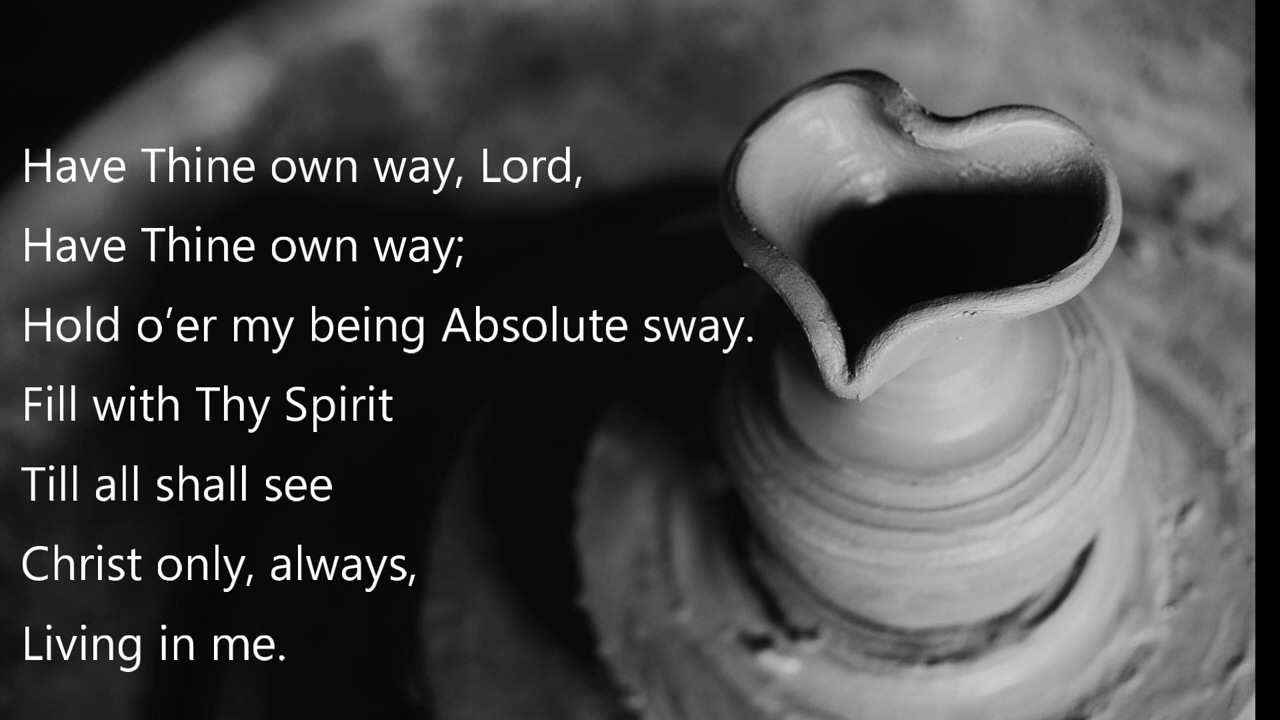 Have Thine own way, Lord,
Have Thine own way;
Hold o’er my being Absolute sway.
Fill with Thy Spirit
Till all shall see
Christ only, always,
Living in me.